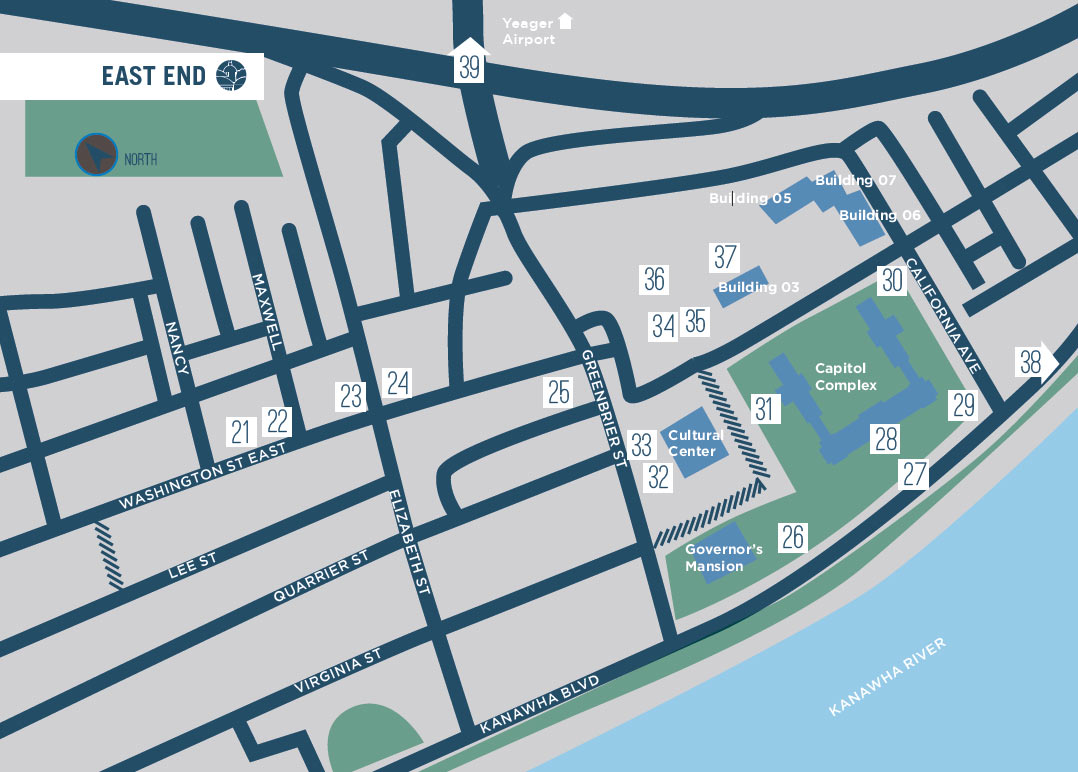 Yeager
Airport
39
EAST END
NORTH
Building 07
Building 05
Building 06
37
36
Building 03
30
CALIFORNIA AVE
34
35
MAXWELL
NANCY
38
Capitol
Complex
23
24
25
GREENBRIER ST
31
29
21
22
33
Cultural
Center
28
32
27
WASHINGTON ST EAST
ELIZABETH ST
26
Governor's
Mansion
LEE ST
QUARRIER ST
VIRGINIA ST
KANAWHA BLVD
KANAWHA RIVER